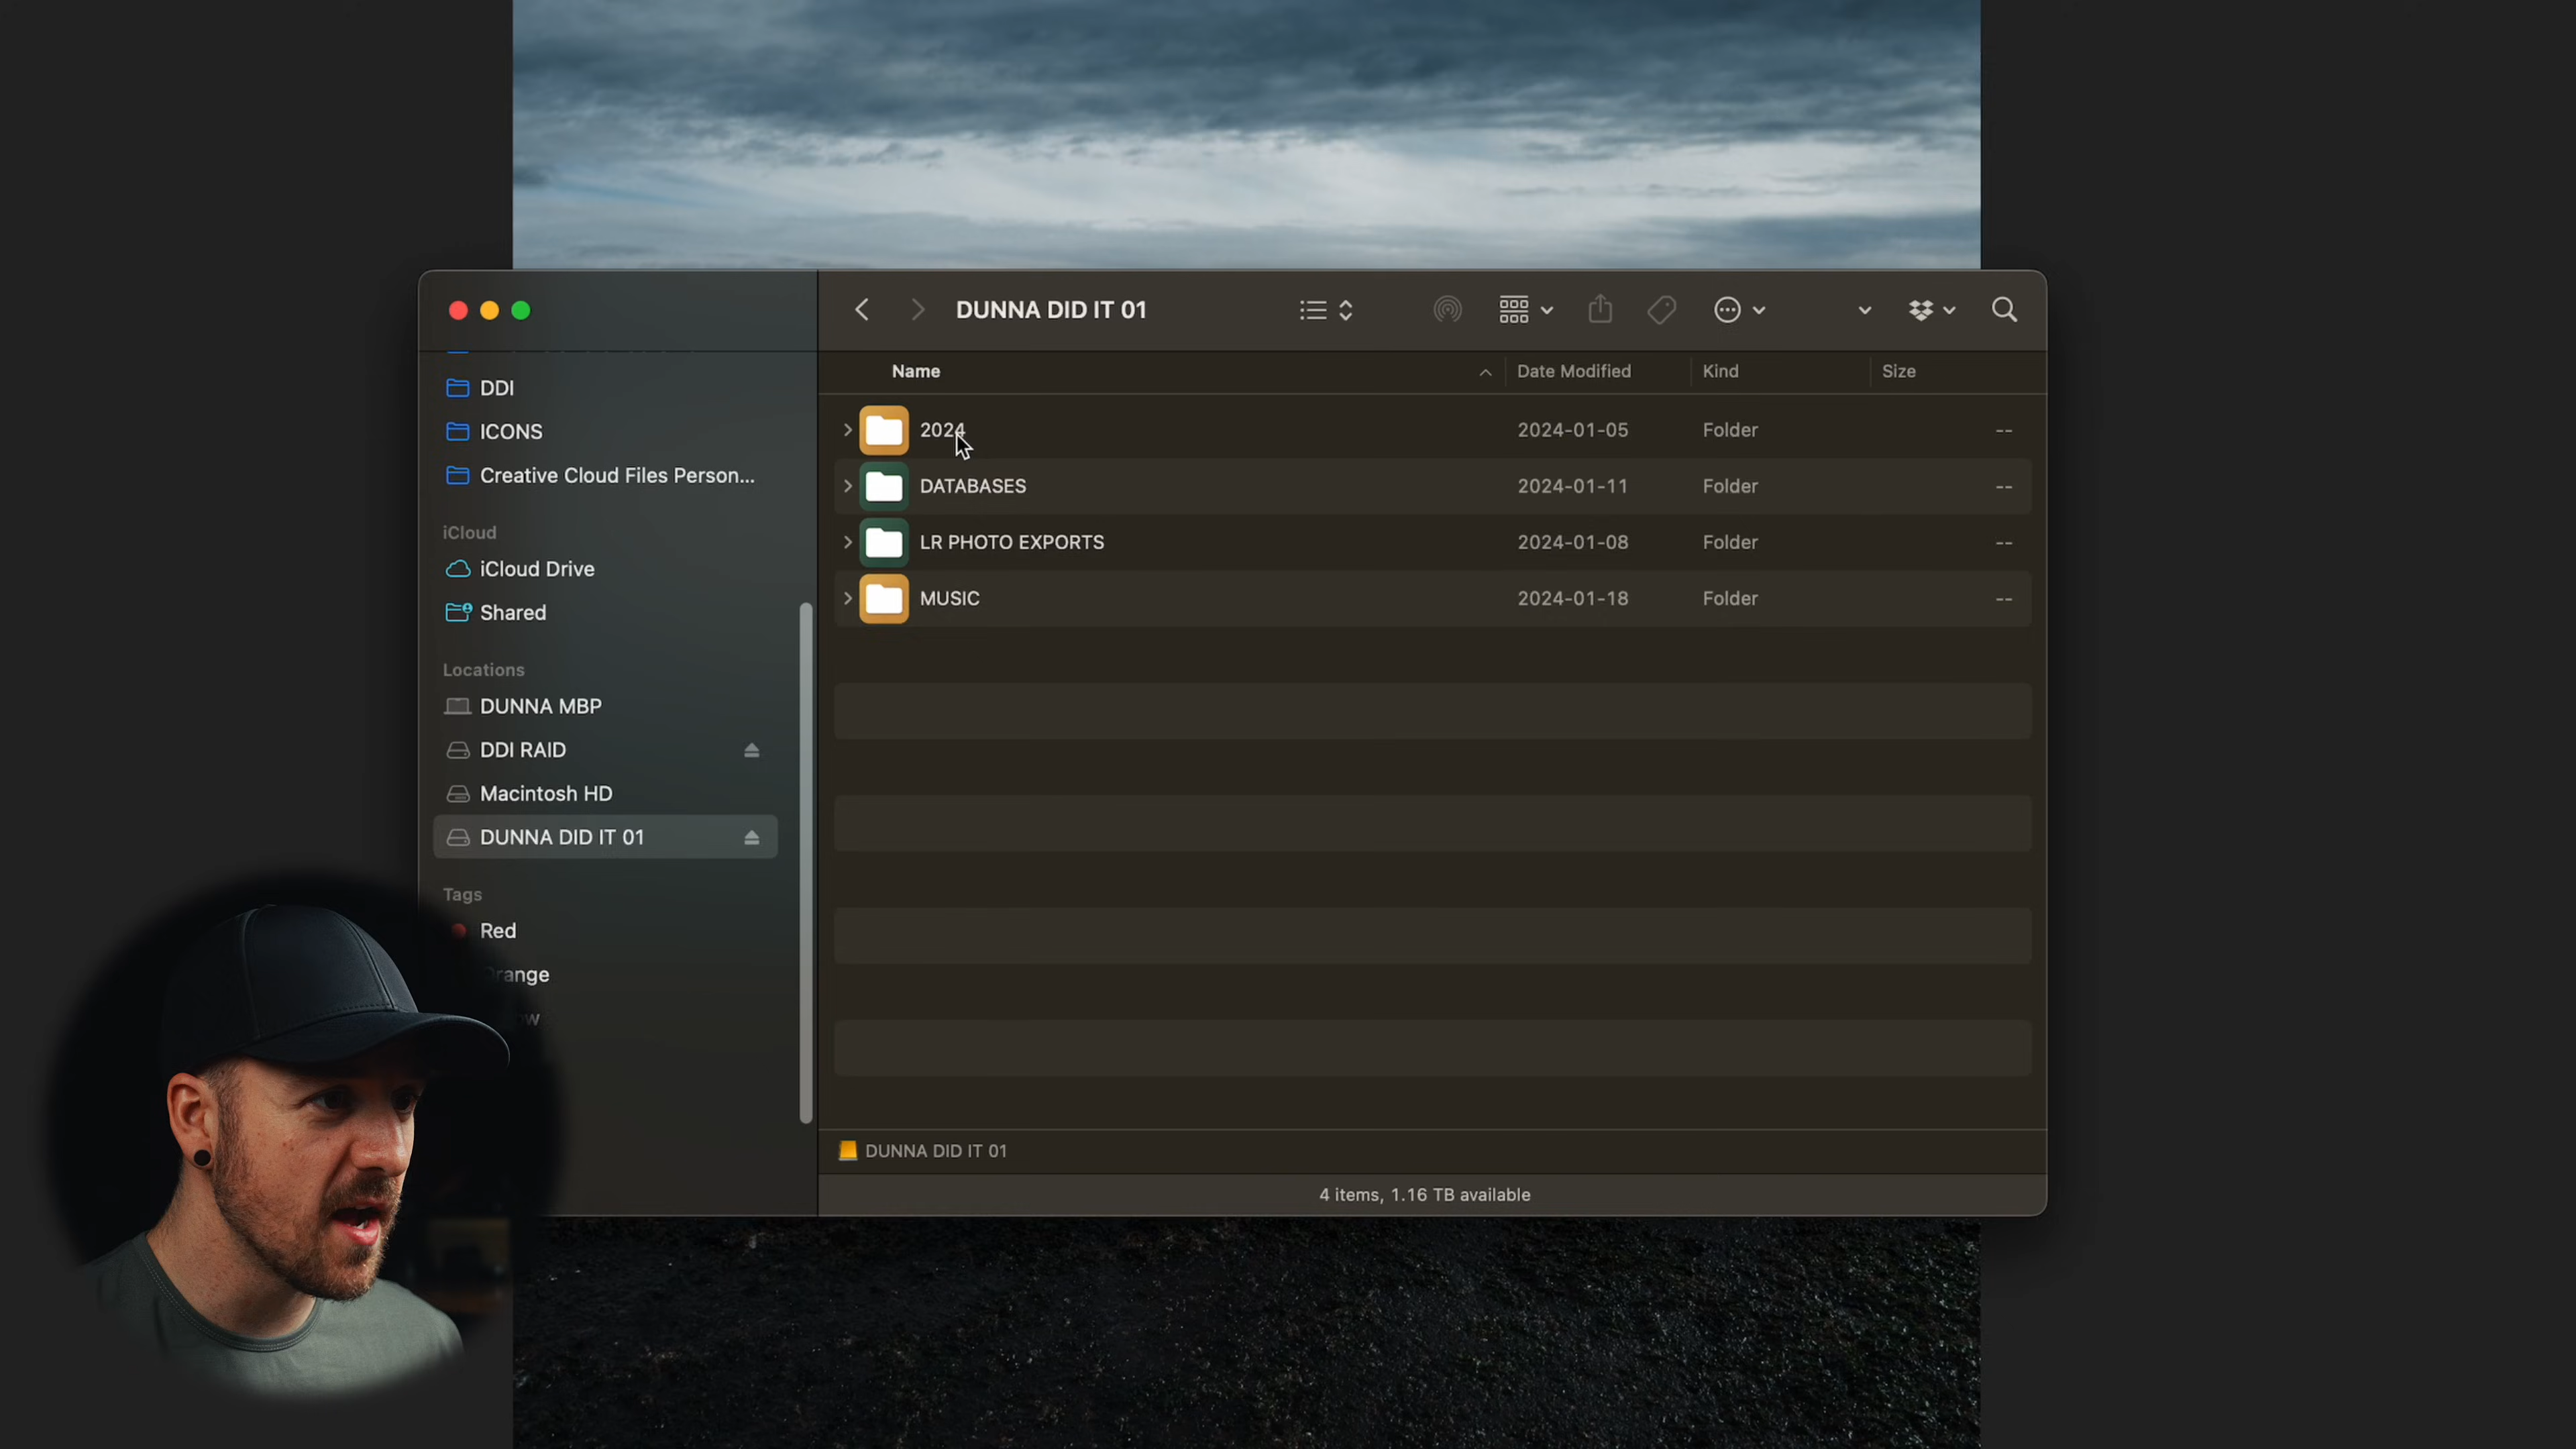 DUNNA DID IT 01
Name Date Modified Kind Size
DDI
ICONS
Creative Cloud Files Person...
iCloud
iCloud Drive
Shared
Locations
DUNNA MBP
DDI RAID
Macintosh HD
DUNNA DID IT 01
Tags
Red
2024 2024-01-05 Folder --
DATABASES 2024-01-11 Folder --
LR PHOTO EXPORTS 2024-01-08 Folder --
MUSIC 2024-01-18 Folder --
DUNNA DID IT 01
4 items, 1.16 TB available